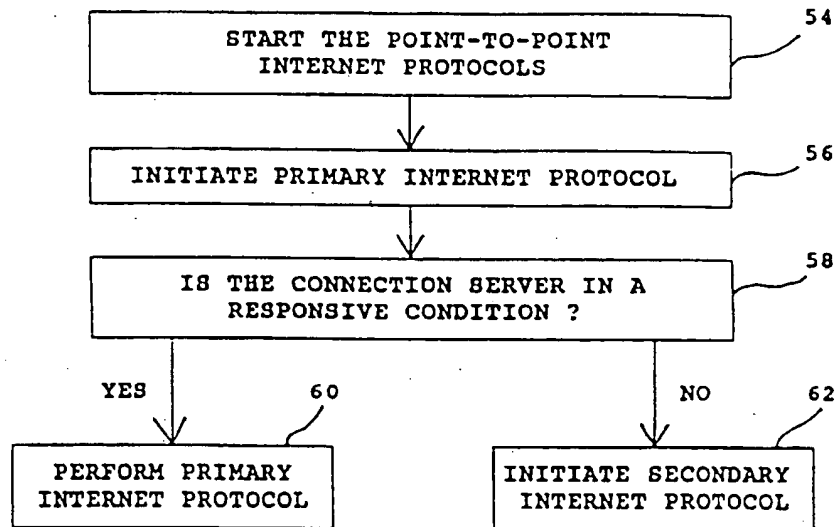 54
START THE POINT-TO-POINT
INTERNET PROTOCOLS
56
INITIATE PRIMARY INTERNET PROTOCOL
58
IS THE CONNECTION SERVER IN A
RESPONSIVE CONDITION ?
YES
NO
60
62
PERFORM PRIMARY
INTERNET PROTOCOL
INITIATE SECONDARY
INTERNET PROTOCOL